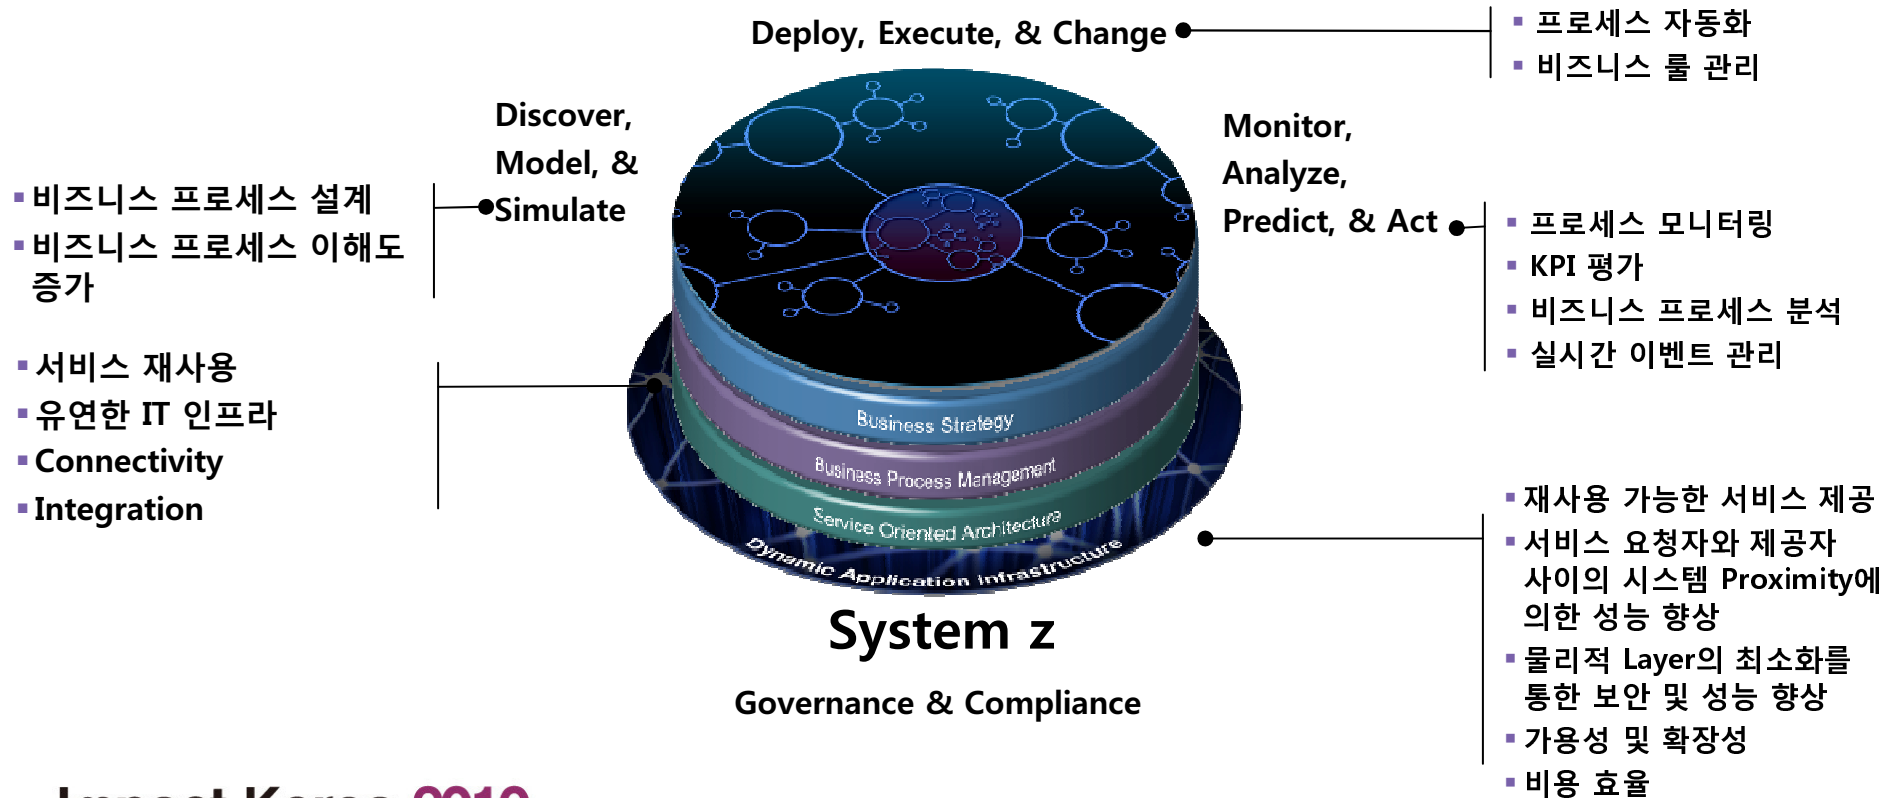 Deploy, Execute, & Change
▪ 프로세스 자동화
▪ 비즈니스 룰 관리
Discover,
Model, &
Simulate
▪ 비즈니스 프로세스 설계
▪ 비즈니스 프로세스 이해도
증가
Monitor,
Analyze,
Predict, & Act
▪ 프로세스 모니터링
▪ KPI 평가
▪ 비즈니스 프로세스 분석
▪ 실시간 이벤트 관리
▪ 서비스 재사용
▪ 유연한 IT 인프라
▪ Connectivity
▪ Integration
Business Strategy
Business Process Management
Service Oriented Architecture
Dynamic Application Infrastructure
System z
Governance & Compliance
▪ 재사용 가능한 서비스 제공
▪ 서비스 요청자와 제공자
사이의 시스템 Proximity에
의한 성능 향상
▪ 물리적 Layer의 최소화를
통한 보안 및 성능 향상
▪ 가용성 및 확장성
▪ 비용 효율
Impact Korea 2010